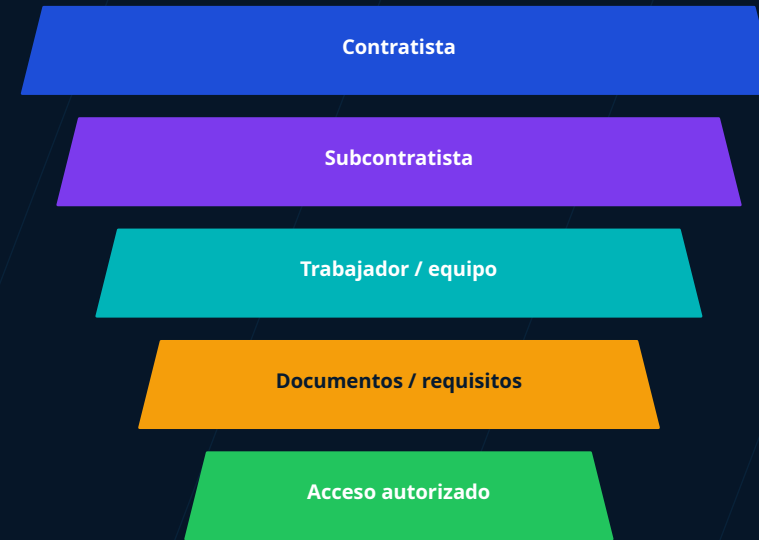 Contratista
Subcontratista
Trabajador / equipo
Documentos / requisitos
Acceso autorizado